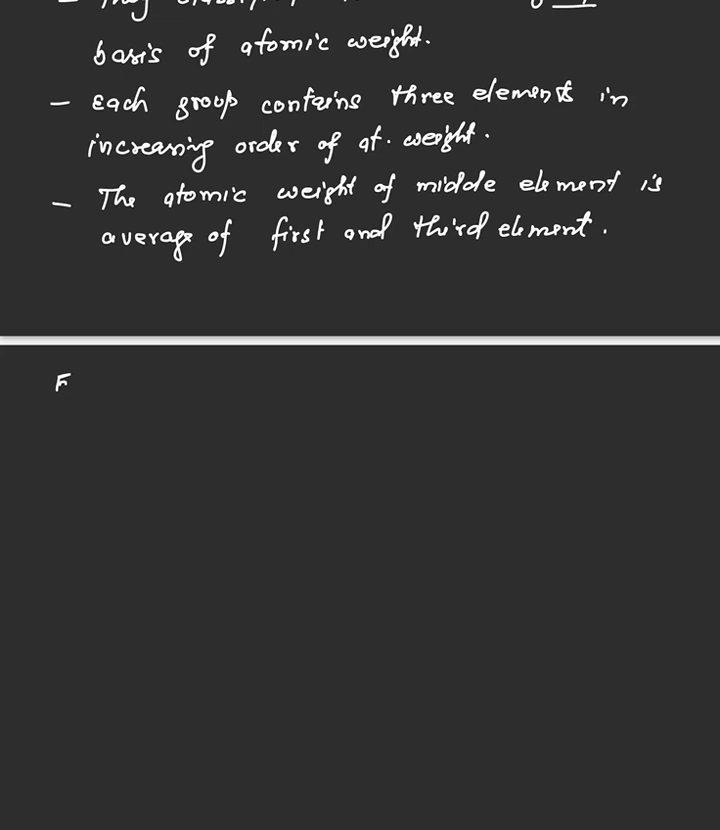 basis of atomic weight.
— Each group contains three elements in
increasing order of at. weight.
— The atomic weight of middle element is
average of first and third element.
F